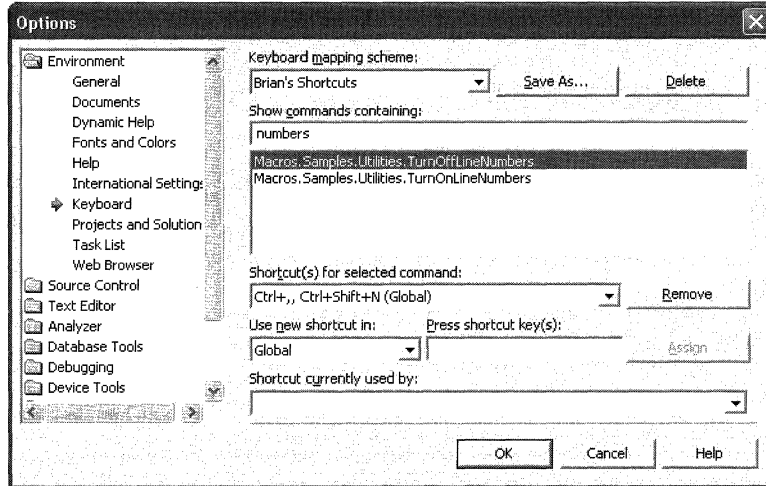 Options
Environment
General
Documents
Dynamic Help
Fonts and Colors
Help
International Settings
Keyboard
Projects and Solution
Task List
Web Browser
Source Control
Text Editor
Analyzer
Database Tools
Debugging
Device Tools
Keyboard mapping scheme:
Brian's Shortcuts
Save As...
Delete
Show commands containing:
numbers
Macros.Samples.Utilities.TurnOffLineNumbers
Macros.Samples.Utilities.TurnOnLineNumbers
Shortcut(s) for selected command:
Ctrl+,, Ctrl+Shift+N (Global)
Remove
Use new shortcut in:
Press shortcut key(s):
Global
Assign
Shortcut currently used by:
OK
Cancel
Help